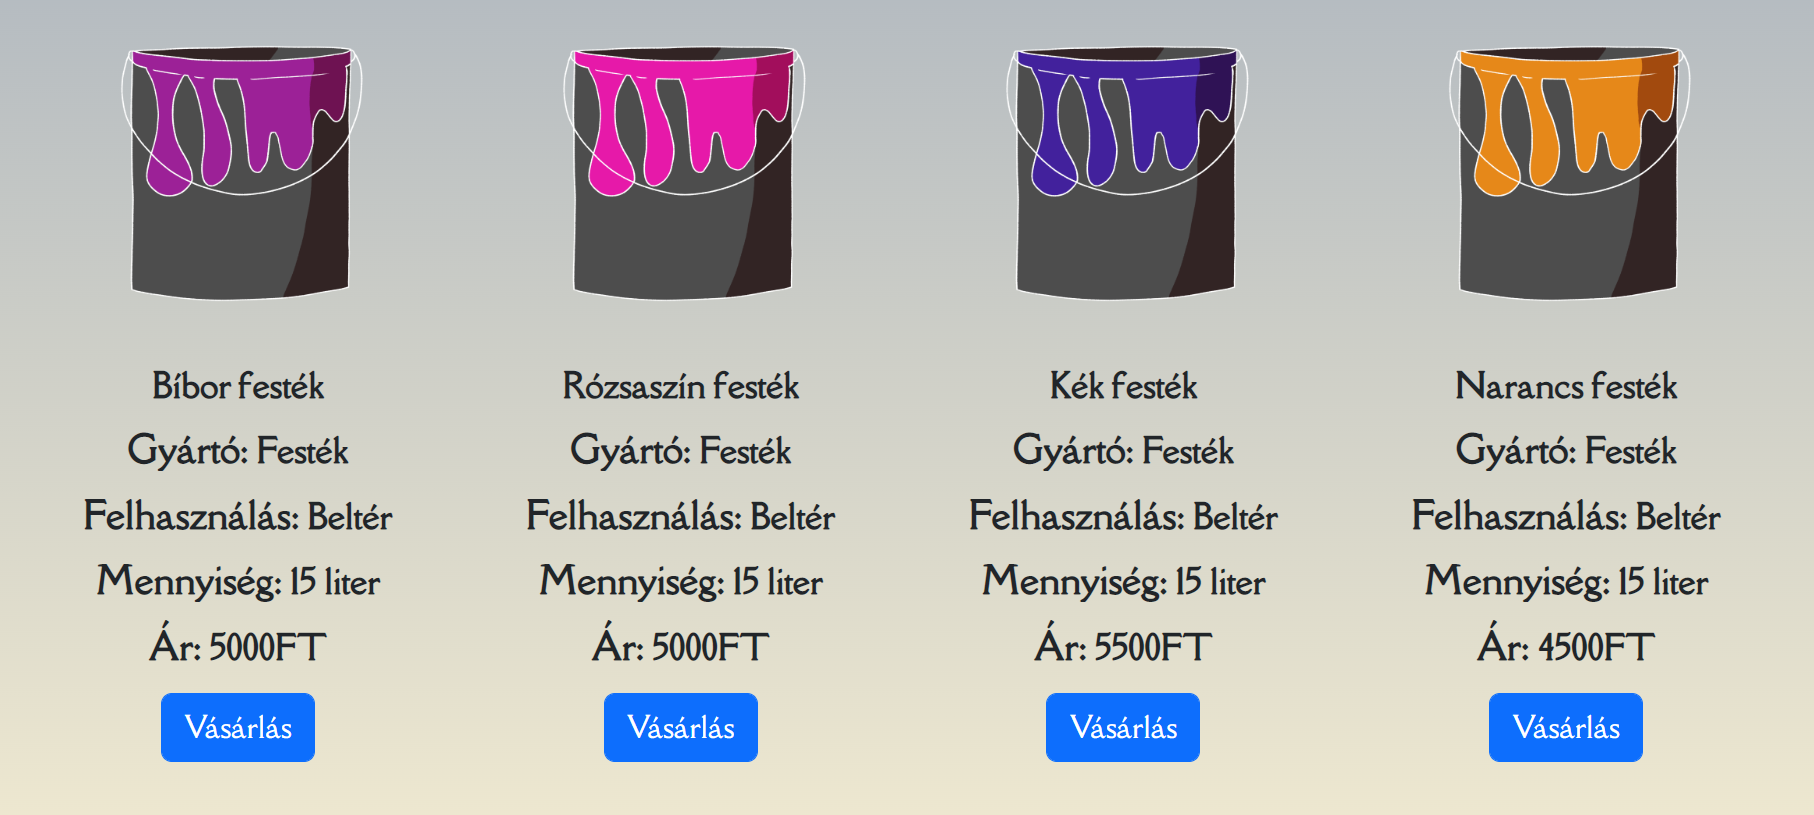 Bíbor festék
Gyártó: Festék
Felhasználás: Beltér
Mennyiség: 15 liter
Ár: 5000FT
Vásárlás
Rózsaszín festék
Gyártó: Festék
Felhasználás: Beltér
Mennyiség: 15 liter
Ár: 5000FT
Vásárlás
Kék festék
Gyártó: Festék
Felhasználás: Beltér
Mennyiség: 15 liter
Ár: 5500FT
Vásárlás
Narancs festék
Gyártó: Festék
Felhasználás: Beltér
Mennyiség: 15 liter
Ár: 4500FT
Vásárlás